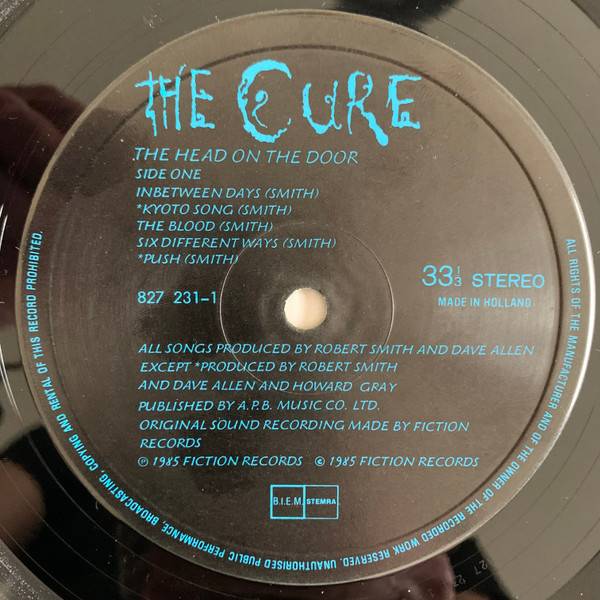 THE CURE
THE HEAD ON THE DOOR
SIDE ONE
INBETWEEN DAYS (SMITH)
*KYOTO SONG (SMITH)
THE BLOOD (SMITH)
SIX DIFFERENT WAYS (SMITH)
*PUSH (SMITH)
827 231-1
33 1/3 STEREO
MADE IN HOLLAND
ALL SONGS PRODUCED BY ROBERT SMITH AND DAVE ALLEN
EXCEPT *PRODUCED BY ROBERT SMITH
AND DAVE ALLEN AND HOWARD GRAY
PUBLISHED BY A.P.B. MUSIC CO. LTD.
ORIGINAL SOUND RECORDING MADE BY FICTION
RECORDS
℗ 1985 FICTION RECORDS © 1985 FICTION RECORDS
B.I.E.M. STEMRA
ALL RIGHTS OF THE MANUFACTURER AND OF THE OWNER OF THE RECORDED WORK RESERVED. UNAUTHORISED PUBLIC PERFORMANCE, BROADCASTING, COPYING AND RENTAL OF THIS RECORD PROHIBITED.